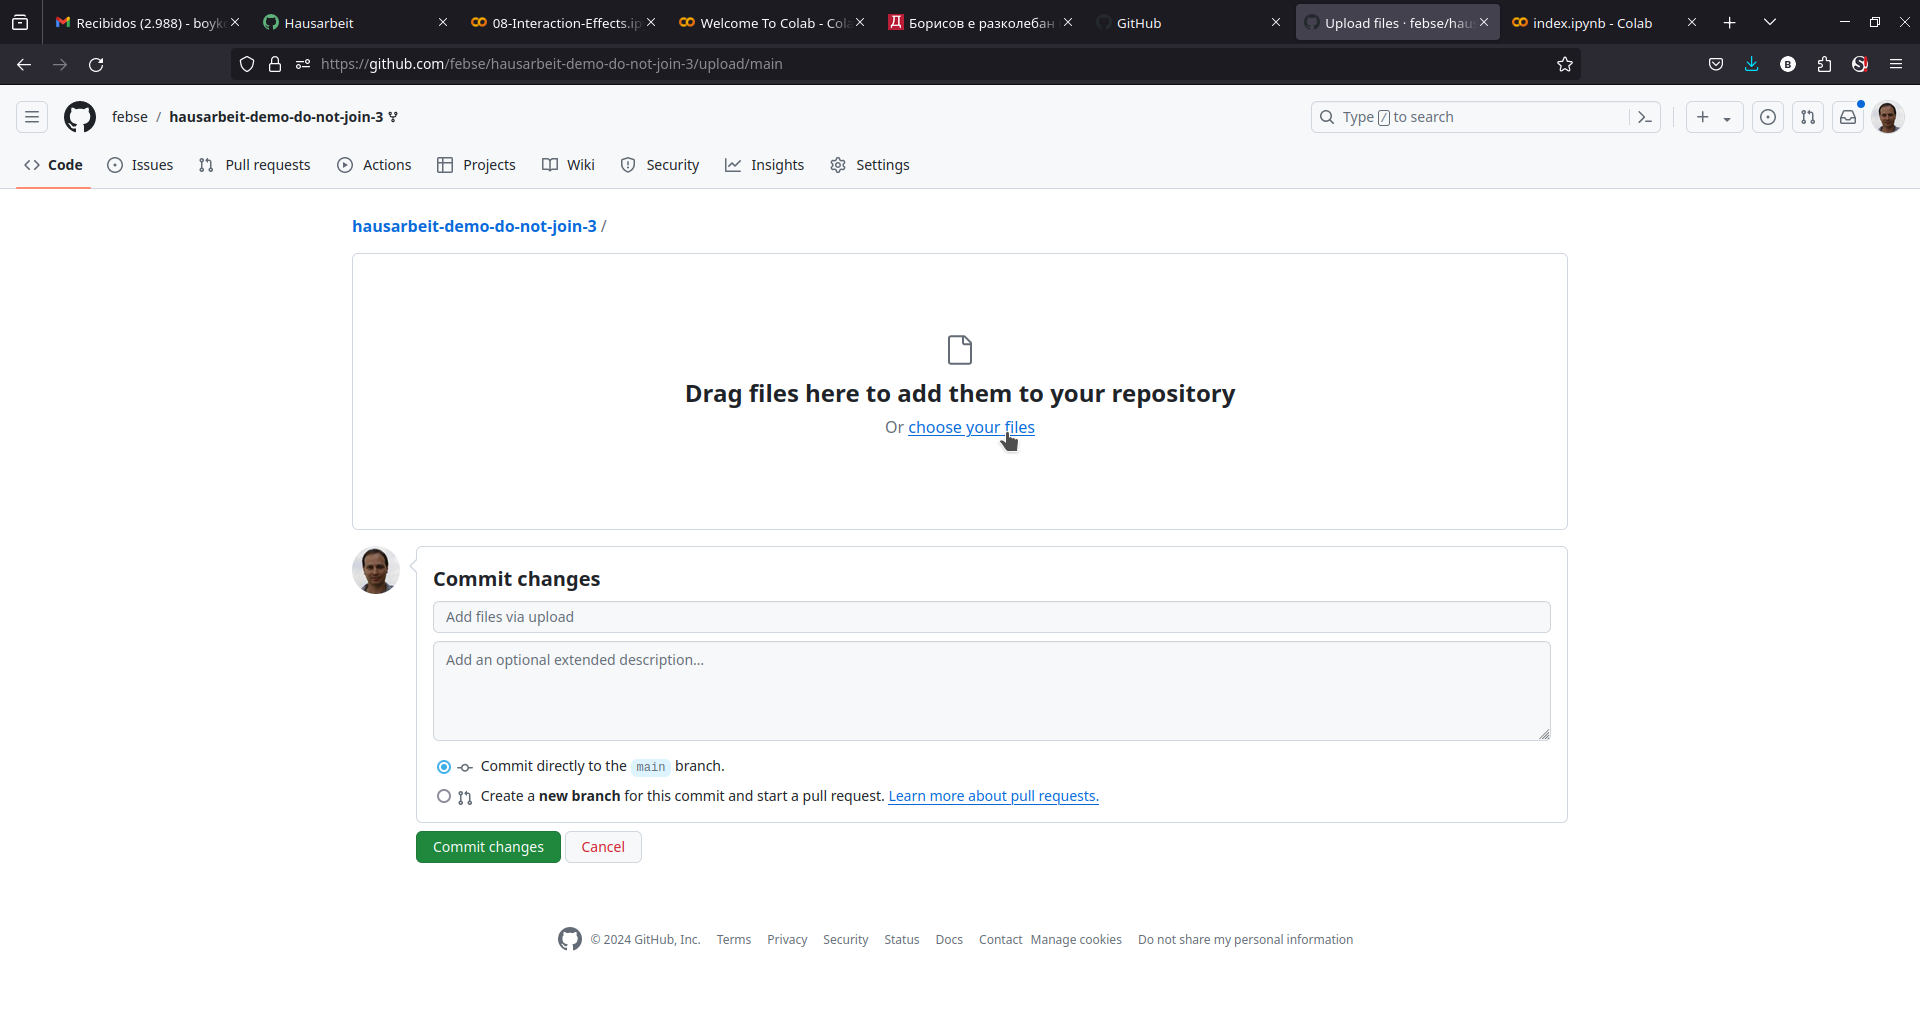 Recibidos (2.988) - boyk
Hausarbeit
08-Interaction-Effects.ip
Welcome To Colab - Cola
Борисов е разколебан
GitHub
Upload files · febse/hau
index.ipynb - Colab
https://github.com/febse/hausarbeit-demo-do-not-join-3/upload/main
febse / hausarbeit-demo-do-not-join-3
Type / to search
Code
Issues
Pull requests
Actions
Projects
Wiki
Security
Insights
Settings
hausarbeit-demo-do-not-join-3 /
Drag files here to add them to your repository
Or choose your files
Commit changes
Add files via upload
Add an optional extended description...
Commit directly to the main branch.
Create a new branch for this commit and start a pull request. Learn more about pull requests.
Commit changes
Cancel
© 2024 GitHub, Inc. Terms Privacy Security Status Docs Contact Manage cookies Do not share my personal information